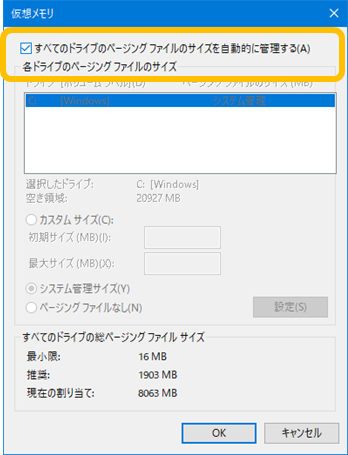 仮想メモリ
すべてのドライブのページング ファイルのサイズを自動的に管理する(A)
各ドライブのページング ファイルのサイズ
ドライブ [ボリューム ラベル](D) ページング ファイルのサイズ (MB)
C: [Windows] システム管理
選択したドライブ: C: [Windows]
空き領域: 20927 MB
カスタム サイズ(C):
初期サイズ (MB)(I):
最大サイズ (MB)(X):
システム管理サイズ(Y)
ページング ファイルなし(N) 設定(S)
すべてのドライブの総ページング ファイル サイズ
最小限: 16 MB
推奨: 1903 MB
現在の割り当て: 8063 MB
OK キャンセル